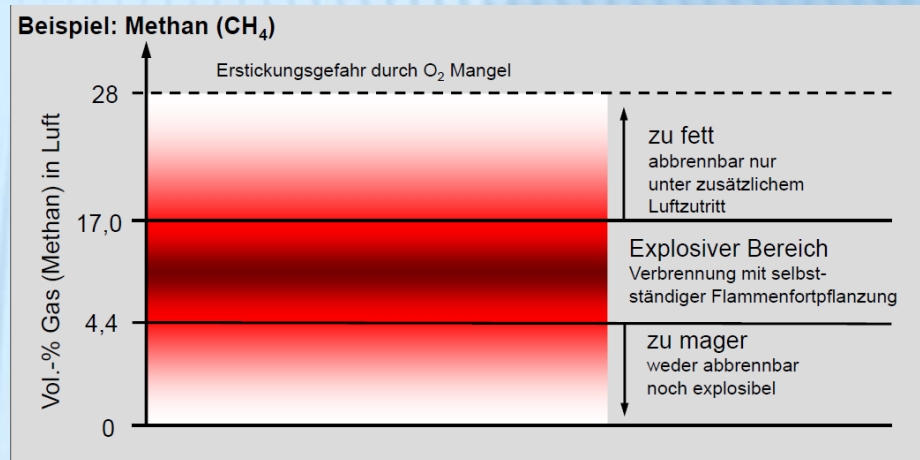 Beispiel: Methan (CH₄)
Erstickungsgefahr durch O₂ Mangel
Vol.-% Gas (Methan) in Luft
28
17,0
4,4
0
zu fett
abbrennbar nur
unter zusätzlichem
Luftzutritt
Explosiver Bereich
Verbrennung mit selbst-
ständiger Flammenfortpflanzung
zu mager
weder abbrennbar
noch explosibel